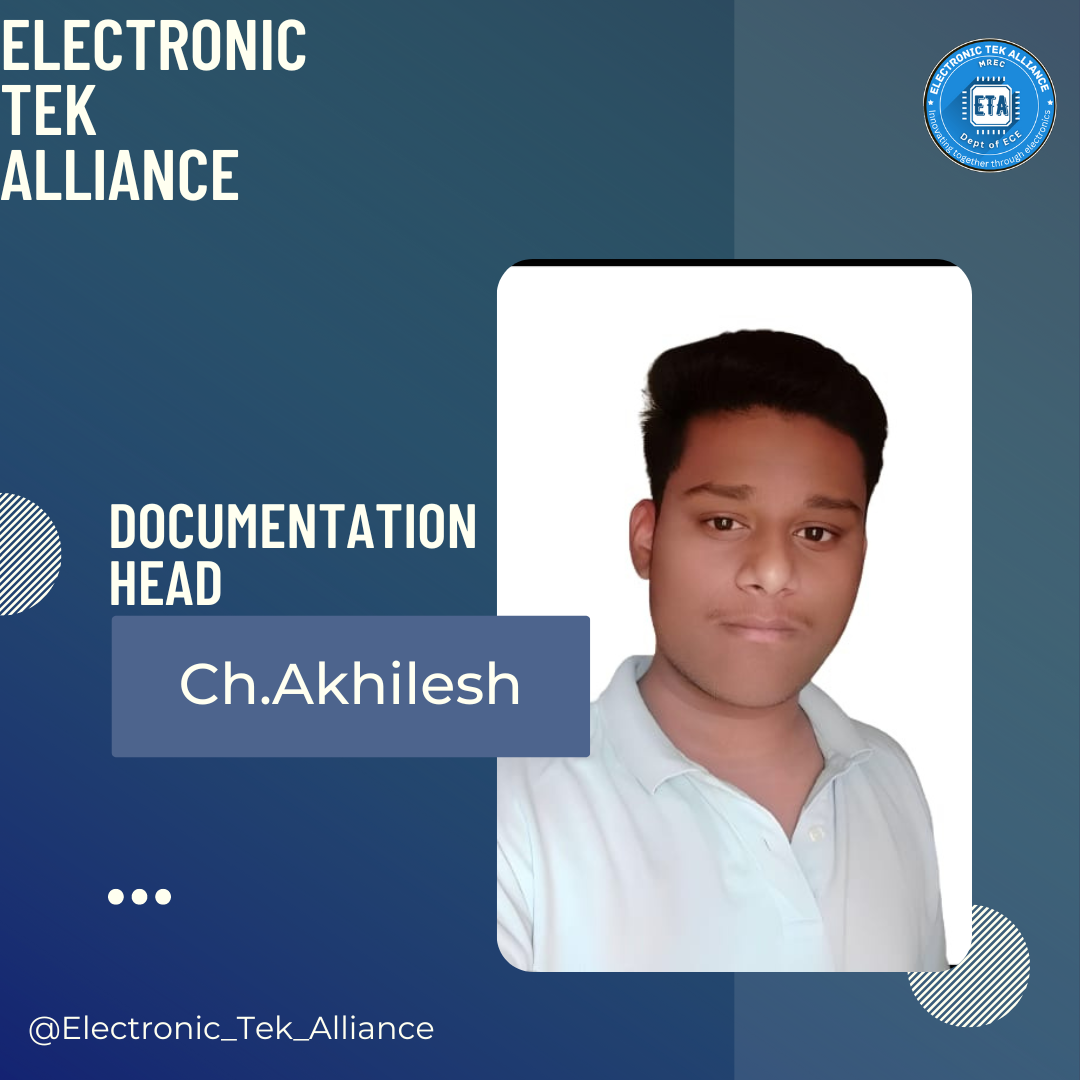 ELECTRONIC
TEK
ALLIANCE
ELECTRONIC TEK ALLIANCE
MREC
ETA
Dept of ECE
Innovating together through electronics
DOCUMENTATION
HEAD
Ch.Akhilesh
@Electronic_Tek_Alliance